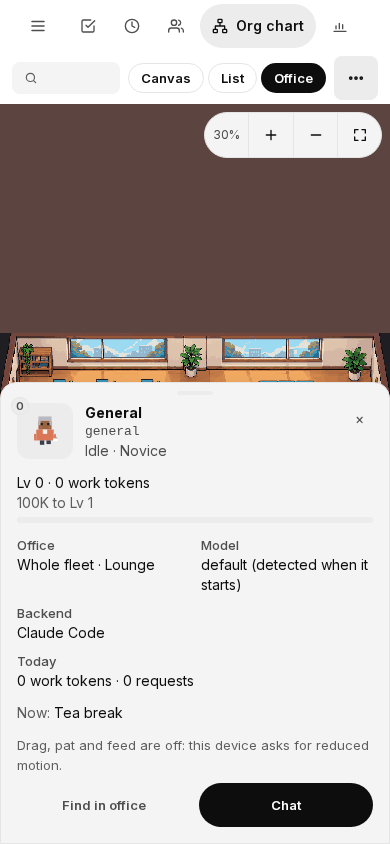 Org chart
Canvas
List
Office
30%
0
General
general
Idle · Novice
×
Lv 0 · 0 work tokens
100K to Lv 1
Office
Whole fleet · Lounge
Model
default (detected when it
starts)
Backend
Claude Code
Today
0 work tokens · 0 requests
Now: Tea break
Drag, pat and feed are off: this device asks for reduced
motion.
Find in office
Chat